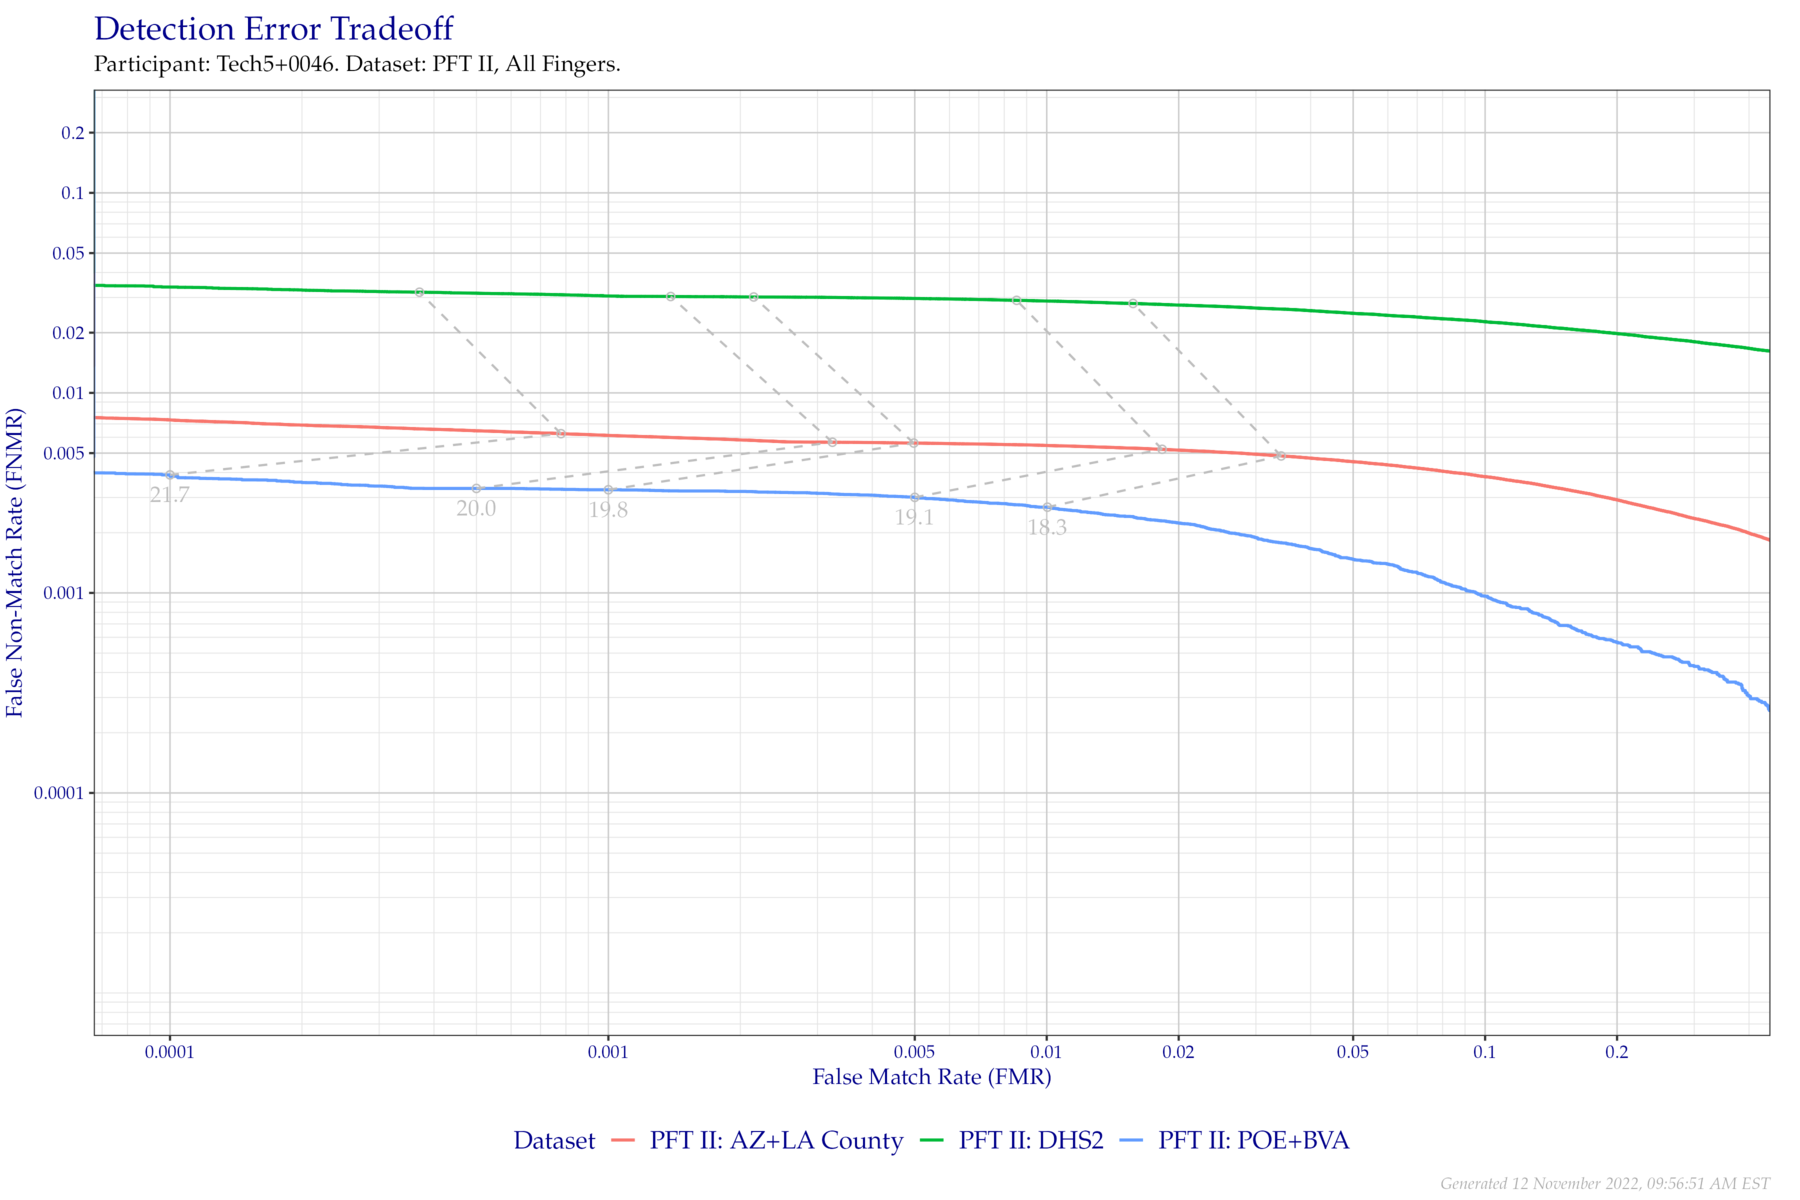 Detection Error Tradeoff
Participant: Tech5+0046. Dataset: PFT II, All Fingers.
False Non-Match Rate (FNMR)
0.2
0.1
0.05
0.02
0.01
0.005
0.001
0.0001
21.7
20.0
19.8
19.1
18.3
0.0001
0.001
0.005
0.01
0.02
0.05
0.1
0.2
False Match Rate (FMR)
Dataset
PFT II: AZ+LA County
PFT II: DHS2
PFT II: POE+BVA
Generated 12 November 2022, 09:56:51 AM EST